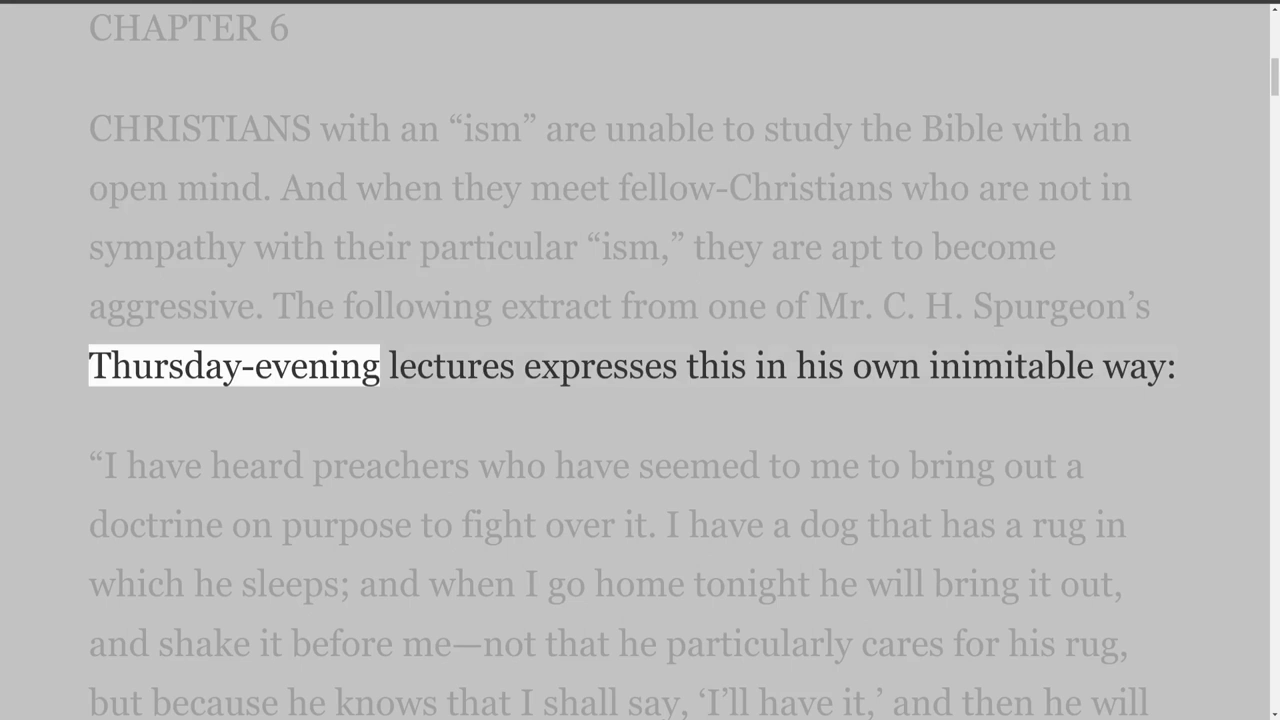 CHAPTER 6
CHRISTIANS with an “ism” are unable to study the Bible with an
open mind. And when they meet fellow-Christians who are not in
sympathy with their particular “ism,” they are apt to become
aggressive. The following extract from one of Mr. C. H. Spurgeon’s
Thursday-evening lectures expresses this in his own inimitable way:
“I have heard preachers who have seemed to me to bring out a
doctrine on purpose to fight over it. I have a dog that has a rug in
which he sleeps; and when I go home tonight he will bring it out,
and shake it before me—not that he particularly cares for his rug,
but because he knows that I shall say, ‘I’ll have it,’ and then he will